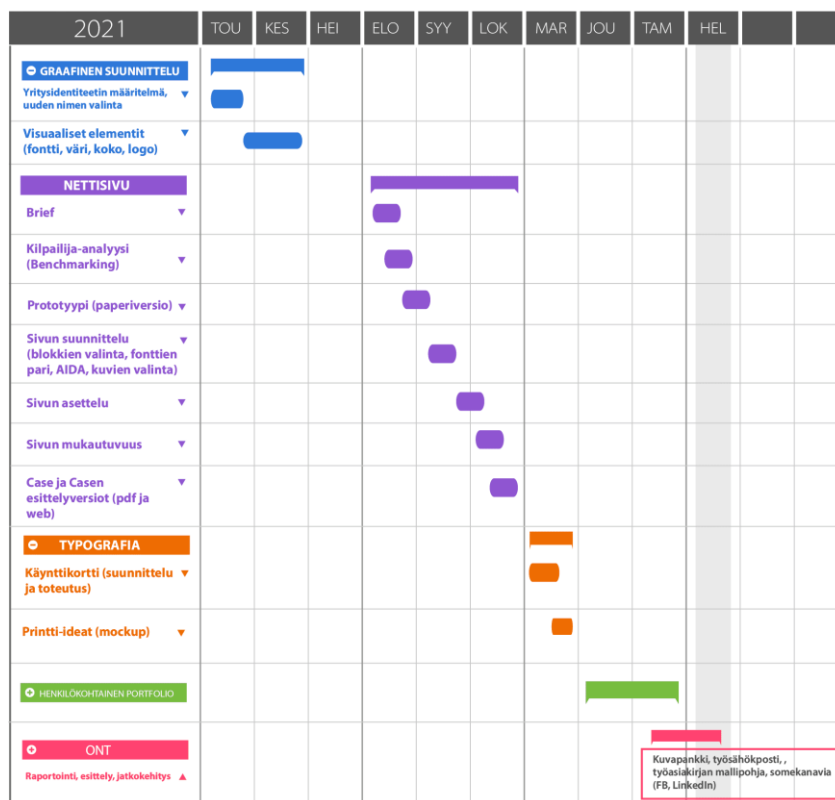 2021 TOU KES HEI ELO SYY LOK MAR JOU TAM HEL
GRAAFINEN SUUNNITTELU
Yritysidentiteetin määritelmä,
uuden nimen valinta
Visuaaliset elementit
(fontti, väri, koko, logo)
NETTISIVU
Brief
Kilpailija-analyysi
(Benchmarking)
Prototyypi (paperiversio)
Sivun suunnittelu
(blokkien valinta, fonttien
pari, AIDA, kuvien valinta)
Sivun asettelu
Sivun mukautuvuus
Case ja Casen
esittelyversiot (pdf ja
web)
TYPOGRAFIA
Käynttikortti (suunnittelu
ja toteutus)
Printti-ideat (mockup)
HENKILÖKOHTAINEN PORTFOLIO
ONT
Raportointi, esittely, jatkokehitys
Kuvapankki, työsähökposti, ,
työasiakirjan mallipohja, somekanavia
(FB, LinkedIn)